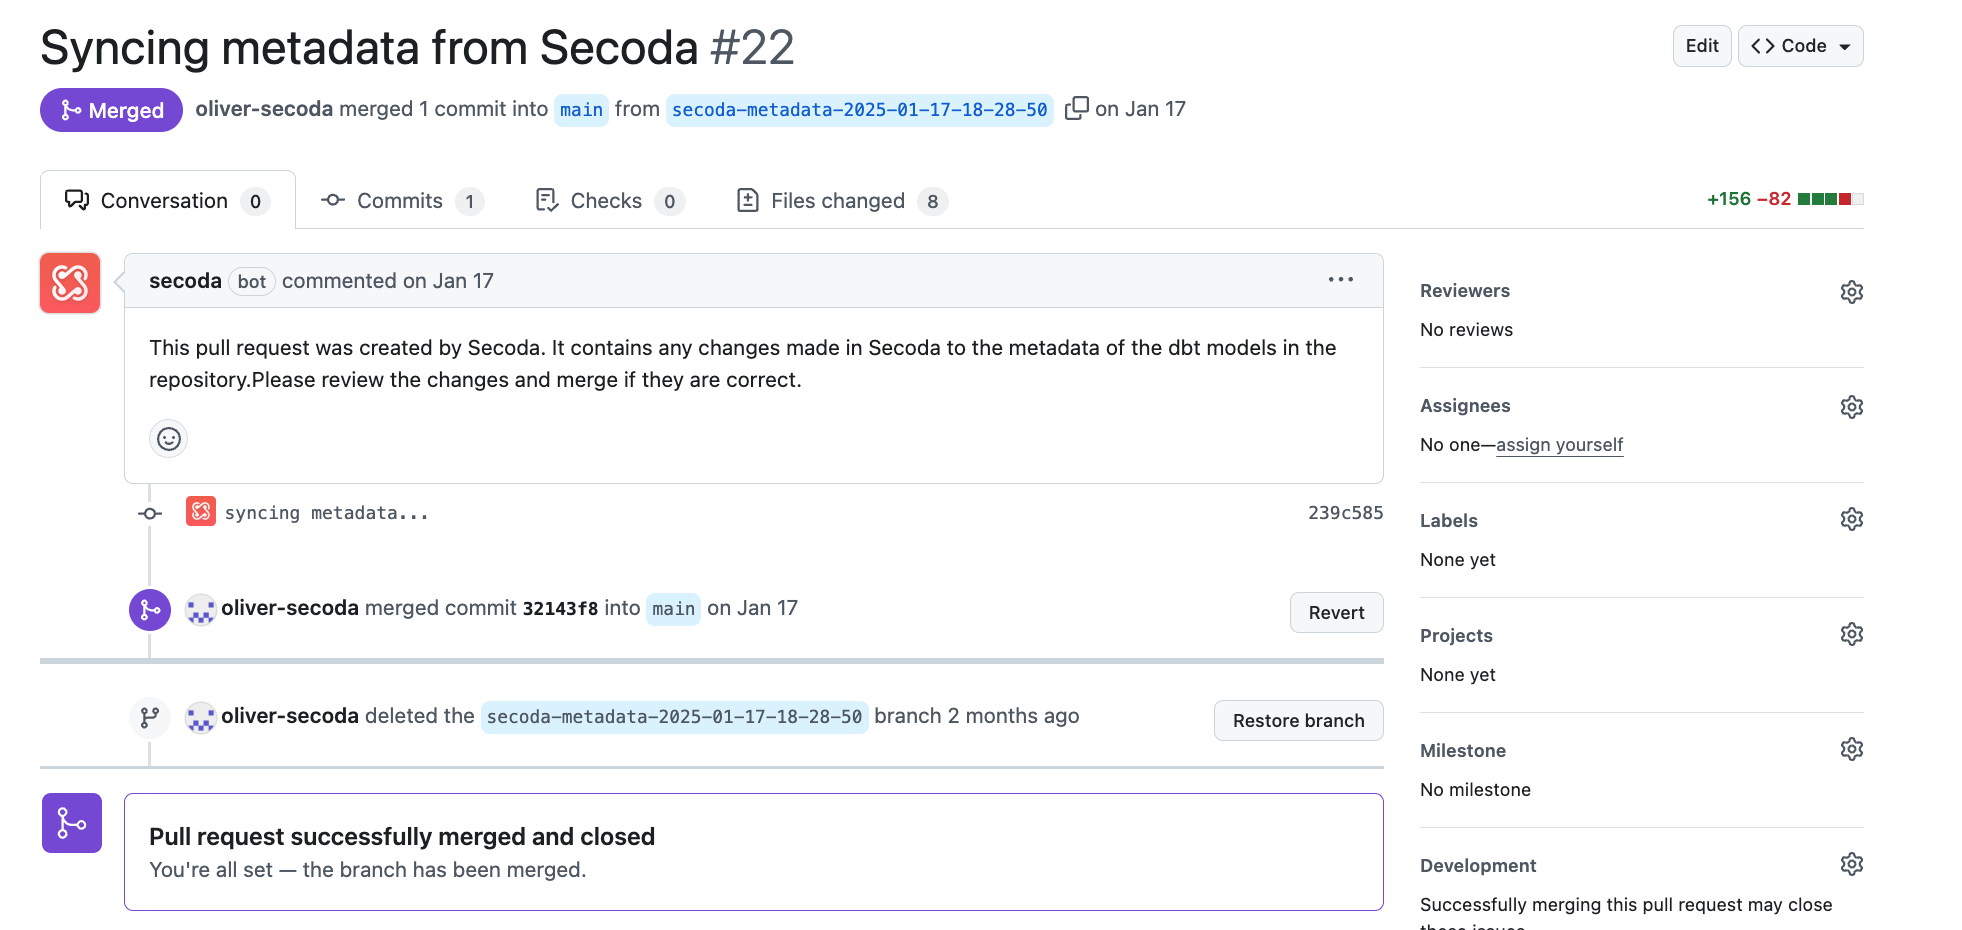 Syncing metadata from Secoda #22
Edit
Code
Merged
oliver-secoda merged 1 commit into main from secoda-metadata-2025-01-17-18-28-50 on Jan 17
Conversation 0
Commits 1
Checks 0
Files changed 8
+156 −82
secoda bot commented on Jan 17
This pull request was created by Secoda. It contains any changes made in Secoda to the metadata of the dbt models in the
repository.Please review the changes and merge if they are correct.
syncing metadata...
239c585
oliver-secoda merged commit 32143f8 into main on Jan 17
Revert
oliver-secoda deleted the secoda-metadata-2025-01-17-18-28-50 branch 2 months ago
Restore branch
Pull request successfully merged and closed
You're all set — the branch has been merged.
Reviewers
No reviews
Assignees
No one—assign yourself
Labels
None yet
Projects
None yet
Milestone
No milestone
Development
Successfully merging this pull request may close
these issues.